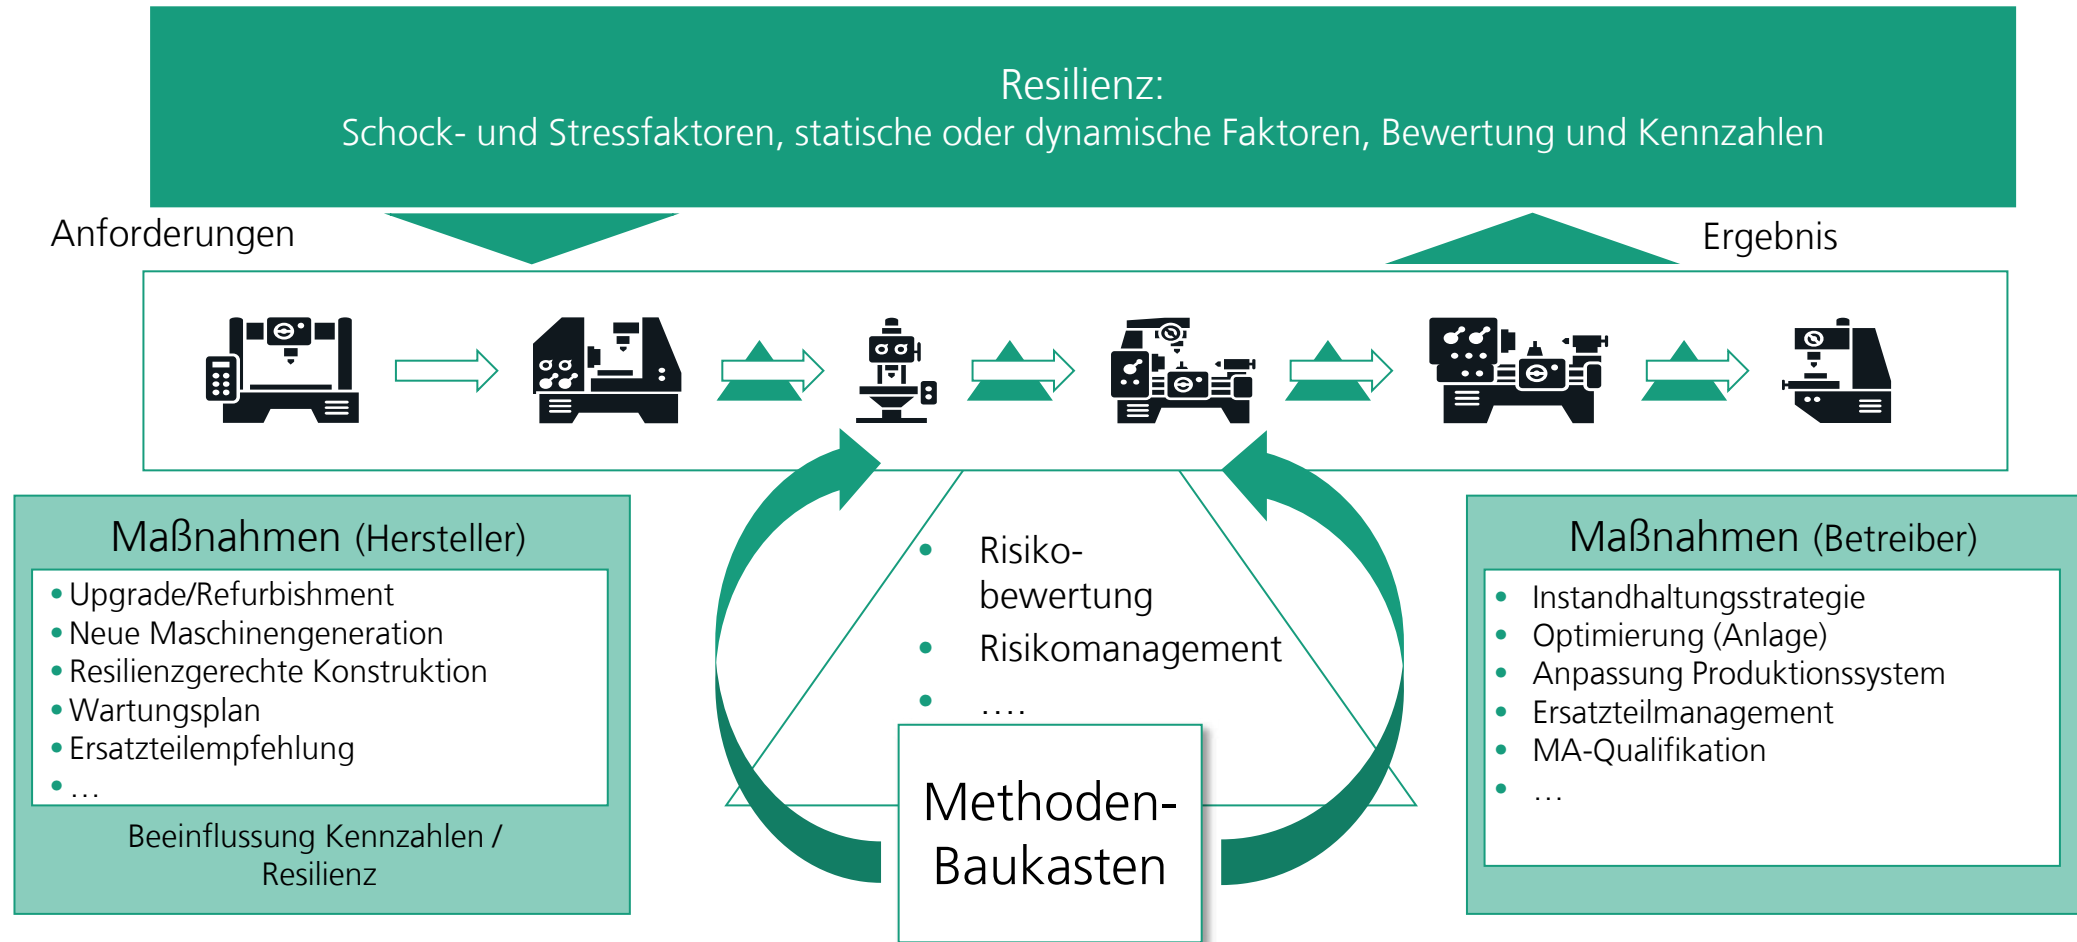 Resilienz:
Schock- und Stressfaktoren, statische oder dynamische Faktoren, Bewertung und Kennzahlen
Anforderungen
Ergebnis
Maßnahmen (Hersteller)
• Upgrade/Refurbishment
• Neue Maschinengeneration
• Resilienzgerechte Konstruktion
• Wartungsplan
• Ersatzteilempfehlung
• ...
Beeinflussung Kennzahlen /
Resilienz
• Risiko-
bewertung
• Risikomanagement
• ....
Methoden-
Baukasten
Maßnahmen (Betreiber)
• Instandhaltungsstrategie
• Optimierung (Anlage)
• Anpassung Produktionssystem
• Ersatzteilmanagement
• MA-Qualifikation
• ...